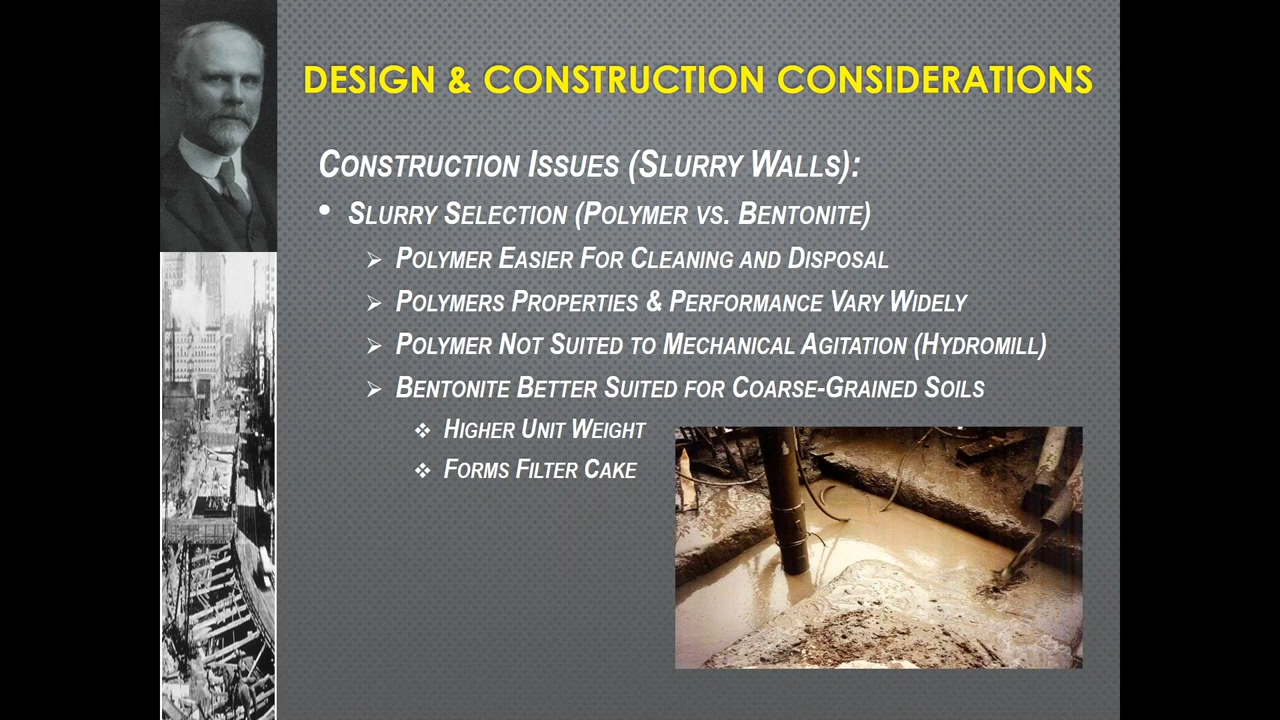 DESIGN & CONSTRUCTION CONSIDERATIONS
CONSTRUCTION ISSUES (SLURRY WALLS):
• SLURRY SELECTION (POLYMER VS. BENTONITE)
➢ POLYMER EASIER FOR CLEANING AND DISPOSAL
➢ POLYMERS PROPERTIES & PERFORMANCE VARY WIDELY
➢ POLYMER NOT SUITED TO MECHANICAL AGITATION (HYDROMILL)
➢ BENTONITE BETTER SUITED FOR COARSE-GRAINED SOILS
❖ HIGHER UNIT WEIGHT
❖ FORMS FILTER CAKE